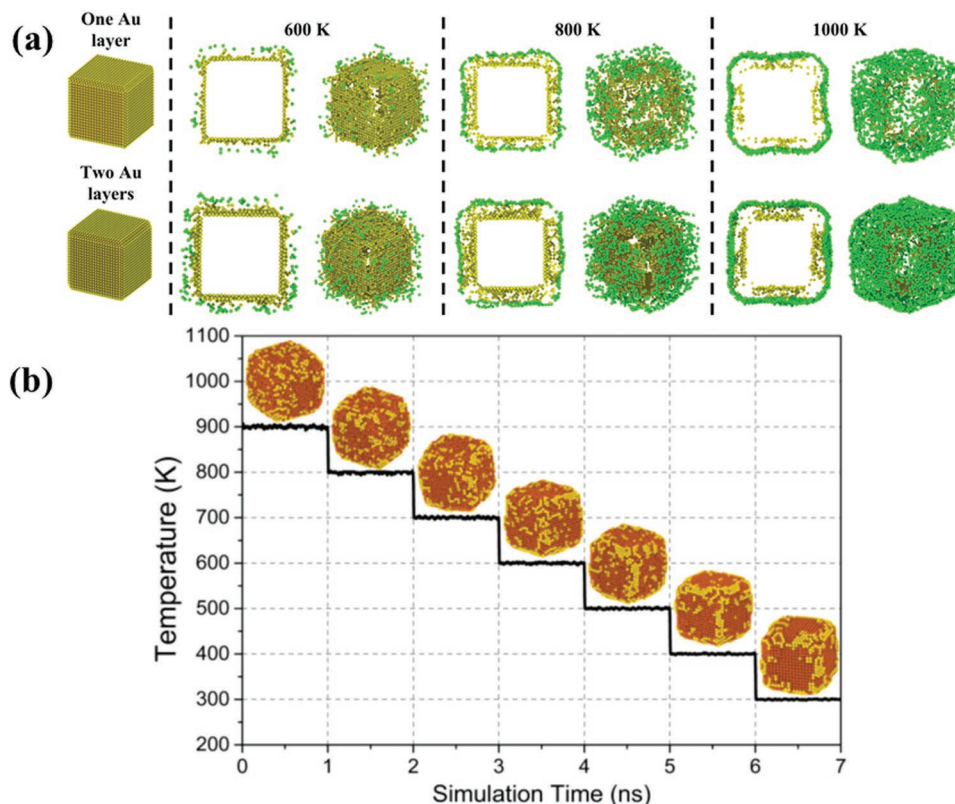 (a)
One Au
layer
600 K
800 K
1000 K
Two Au
layers
(b)
1100
1000
900
800
700
600
500
400
300
200
Temperature (K)
0 1 2 3 4 5 6 7
Simulation Time (ns)